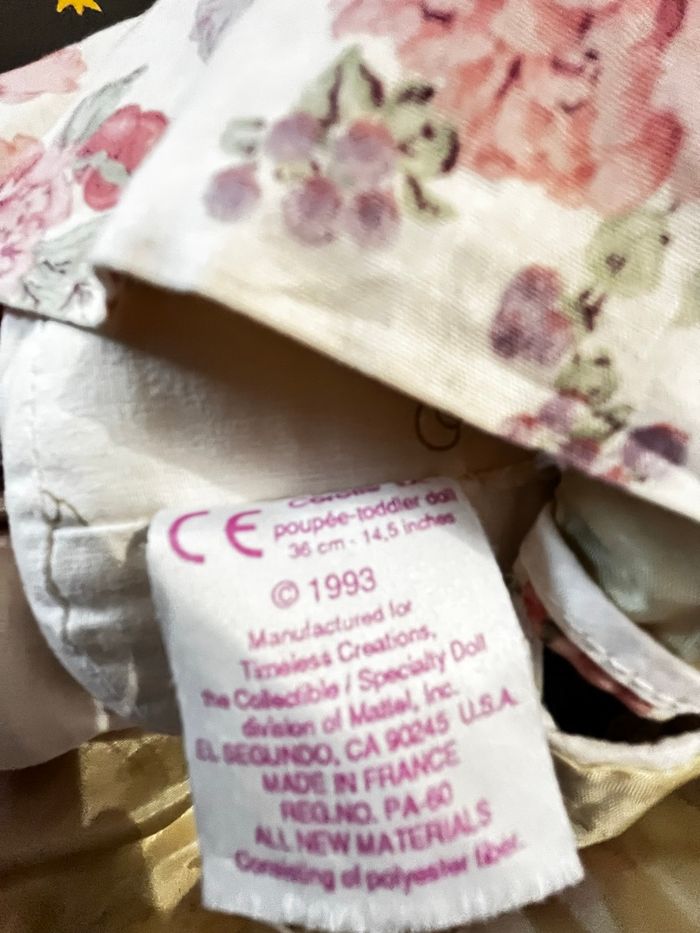 CE
poupée-toddler doll
36 cm - 14,5 inches
© 1993
Manufactured for
Timeless Creations,
the Collectible / Specialty Doll
division of Mattel, Inc.
EL SEGUNDO, CA 90245 U.S.A.
MADE IN FRANCE
REG.NO. PA-60
ALL NEW MATERIALS
Consisting of polyester fiber.